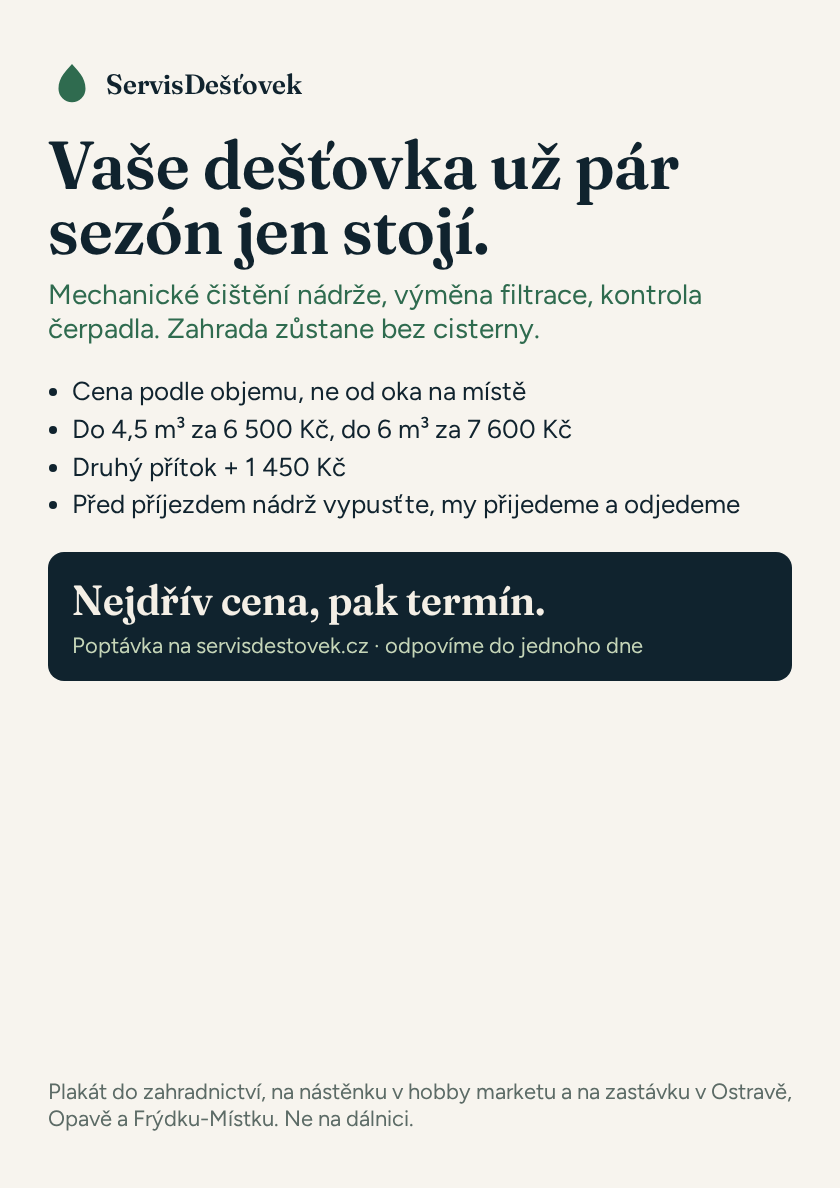 ServisDešťovek
Vaše dešťovka už pár
sezón jen stojí.
Mechanické čištění nádrže, výměna filtrace, kontrola
čerpadla. Zahrada zůstane bez cisterny.
• Cena podle objemu, ne od oka na místě
• Do 4,5 m³ za 6 500 Kč, do 6 m³ za 7 600 Kč
• Druhý přítok + 1 450 Kč
• Před příjezdem nádrž vypusťte, my přijedeme a odjedeme
Nejdřív cena, pak termín.
Poptávka na servisdestovek.cz · odpovíme do jednoho dne
Plakát do zahradnictví, na nástěnku v hobby marketu a na zastávku v Ostravě,
Opavě a Frýdku-Místku. Ne na dálnici.